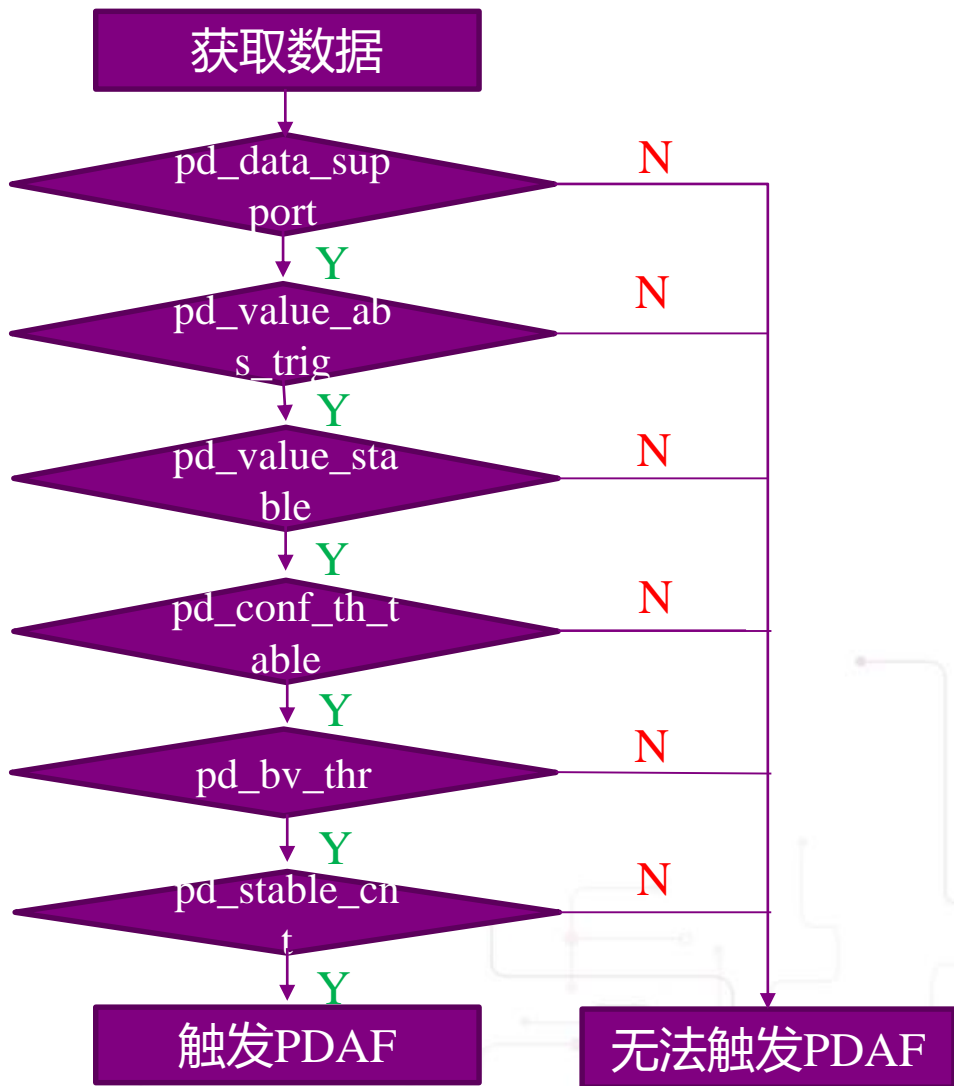 获取数据
pd_data_sup
port
N
Y
pd_value_ab
s_trig
N
Y
pd_value_sta
ble
N
Y
pd_conf_th_t
able
N
Y
pd_bv_thr
N
Y
pd_stable_cn
t
N
Y
触发PDAF
无法触发PDAF